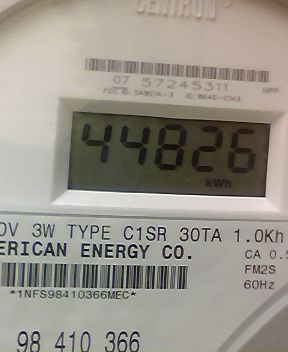 CENTRON
07 57245311
44826
kWh
0V 3W TYPE C1SR 30TA 1.0Kh
ERICAN ENERGY CO. CA 0.5
FM2S
*1NFS98410366MEC* 60Hz
98 410 366